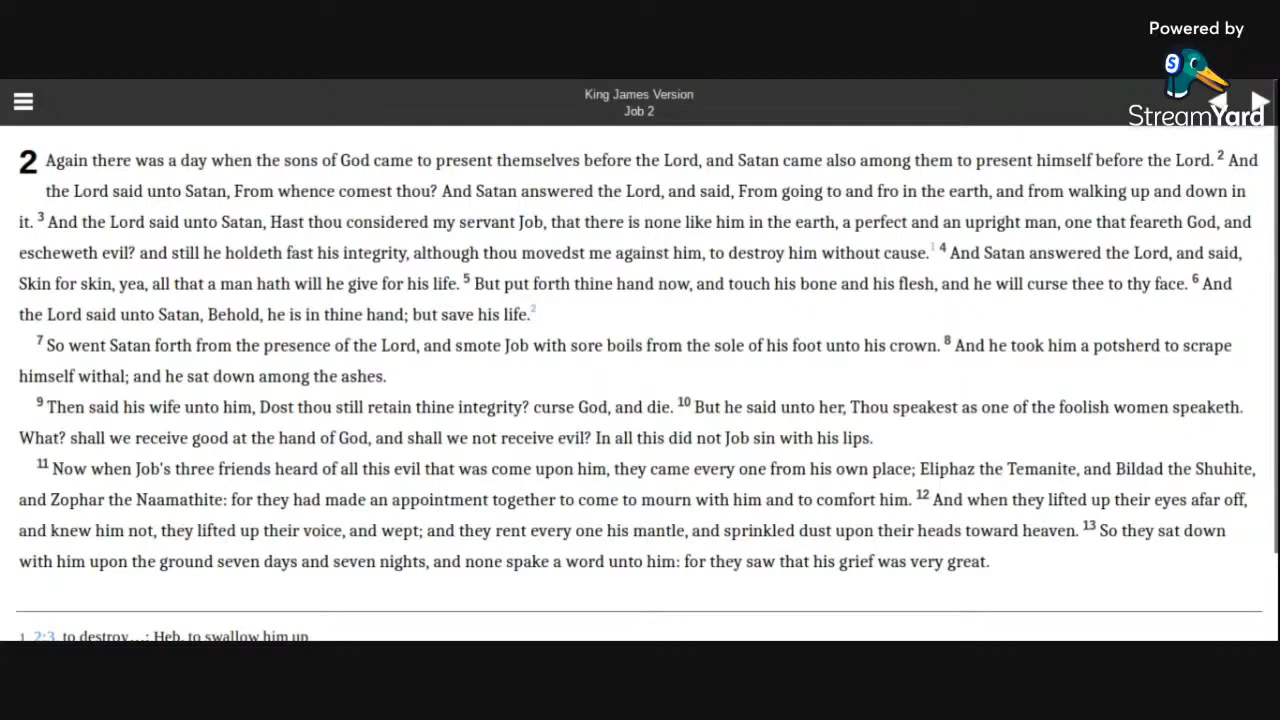 Powered by
StreamYard
King James Version
Job 2
2 Again there was a day when the sons of God came to present themselves before the Lord, and Satan came also among them to present himself before the Lord. 2 And
the Lord said unto Satan, From whence comest thou? And Satan answered the Lord, and said, From going to and fro in the earth, and from walking up and down in
it. 3 And the Lord said unto Satan, Hast thou considered my servant Job, that there is none like him in the earth, a perfect and an upright man, one that feareth God, and
escheweth evil? and still he holdeth fast his integrity, although thou movedst me against him, to destroy him without cause.1 4 And Satan answered the Lord, and said,
Skin for skin, yea, all that a man hath will he give for his life. 5 But put forth thine hand now, and touch his bone and his flesh, and he will curse thee to thy face. 6 And
the Lord said unto Satan, Behold, he is in thine hand; but save his life.2
7 So went Satan forth from the presence of the Lord, and smote Job with sore boils from the sole of his foot unto his crown. 8 And he took him a potsherd to scrape
himself withal; and he sat down among the ashes.
9 Then said his wife unto him, Dost thou still retain thine integrity? curse God, and die. 10 But he said unto her, Thou speakest as one of the foolish women speaketh.
What? shall we receive good at the hand of God, and shall we not receive evil? In all this did not Job sin with his lips.
11 Now when Job's three friends heard of all this evil that was come upon him, they came every one from his own place; Eliphaz the Temanite, and Bildad the Shuhite,
and Zophar the Naamathite: for they had made an appointment together to come to mourn with him and to comfort him. 12 And when they lifted up their eyes afar off,
and knew him not, they lifted up their voice, and wept; and they rent every one his mantle, and sprinkled dust upon their heads toward heaven. 13 So they sat down
with him upon the ground seven days and seven nights, and none spake a word unto him: for they saw that his grief was very great.
1 2:3 to destroy…: Heb. to swallow him up